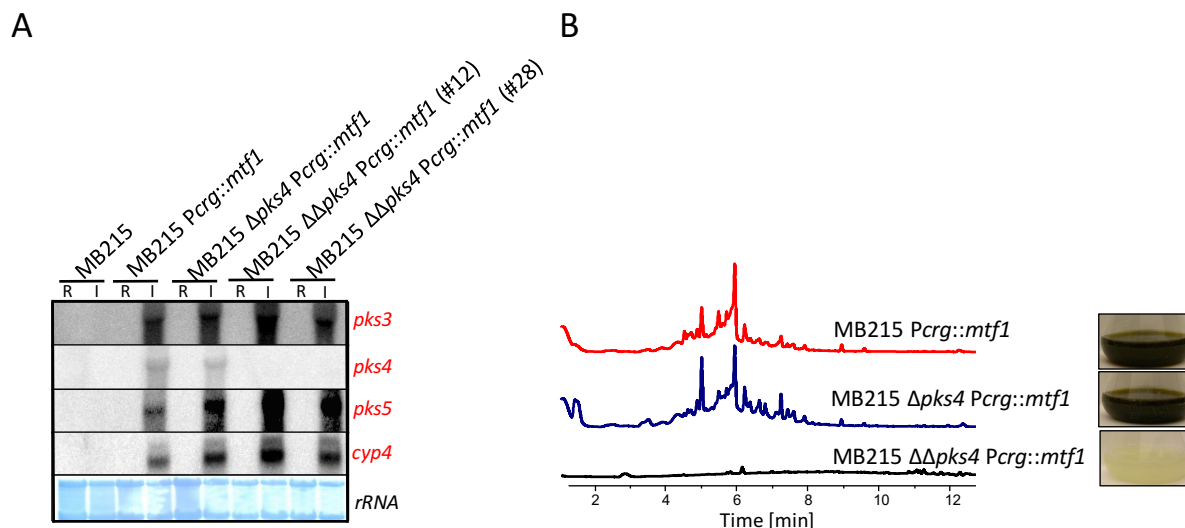 A
B
MB215
MB215 Pcrg::mtf1
MB215 Δpks4 Pcrg::mtf1
MB215 ΔΔpks4 Pcrg::mtf1 (#12)
MB215 ΔΔpks4 Pcrg::mtf1 (#28)
R I R I R I R I R I
pks3
pks4
pks5
cyp4
rRNA
MB215 Pcrg::mtf1
MB215 Δpks4 Pcrg::mtf1
MB215 ΔΔpks4 Pcrg::mtf1
2 4 6 8 10 12
Time [min]